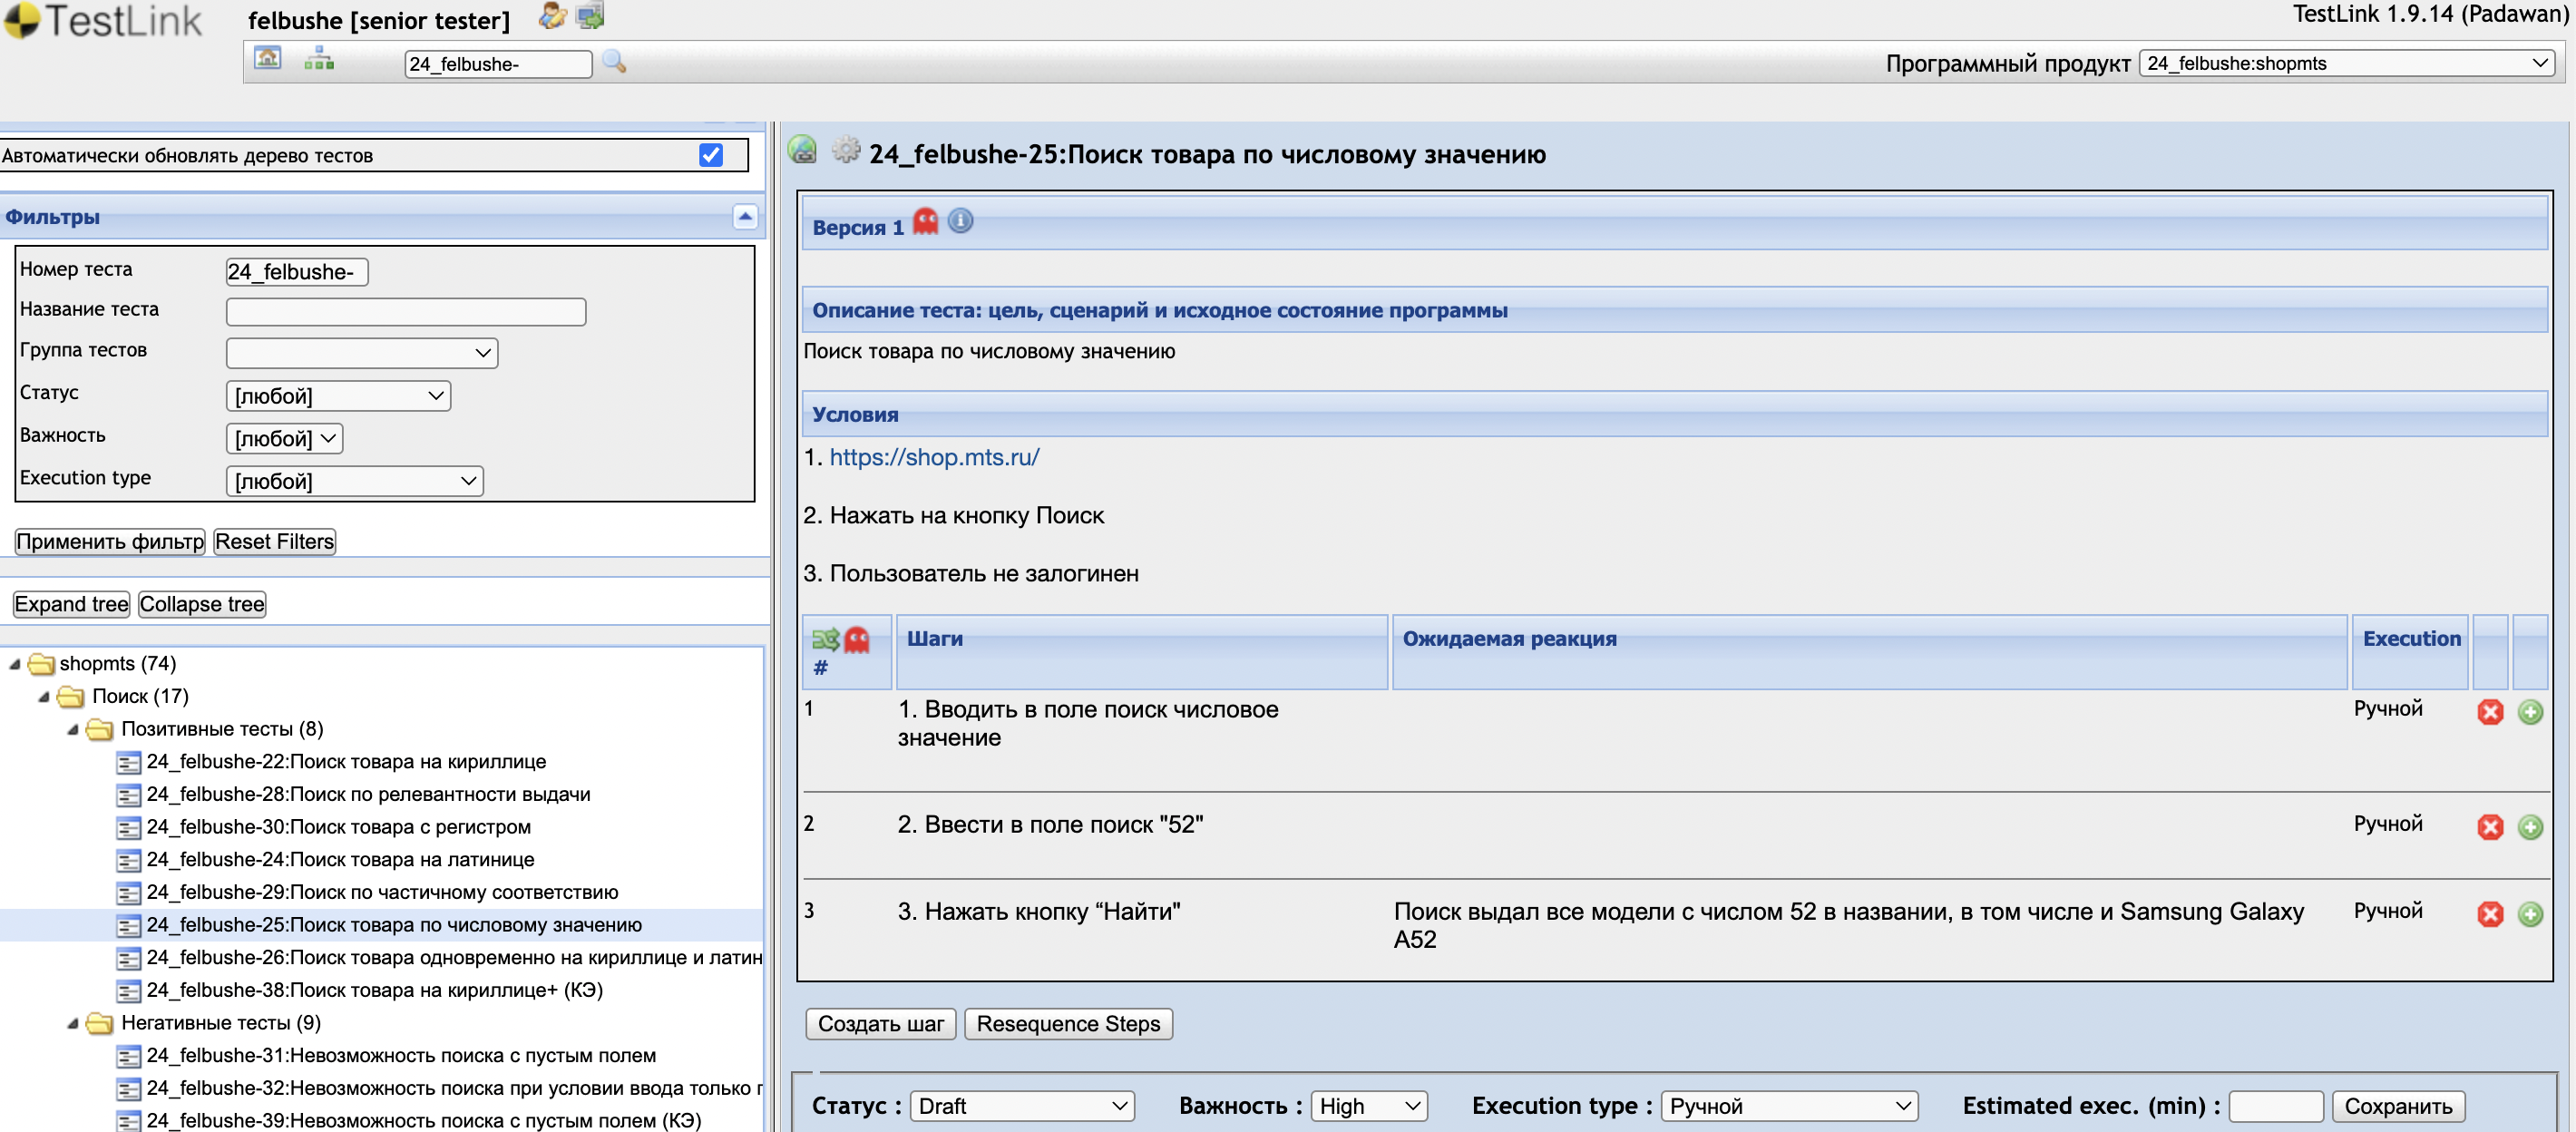 TestLink
felbushe [senior tester]
TestLink 1.9.14 (Padawan)
24_felbushe-
Программный продукт 24_felbushe:shopmts
Автоматически обновлять дерево тестов
Фильтры
Номер теста 24_felbushe-
Название теста
Группа тестов
Статус [любой]
Важность [любой]
Execution type [любой]
Применить фильтр Reset Filters
Expand tree Collapse tree
shopmts (74)
Поиск (17)
Позитивные тесты (8)
24_felbushe-22:Поиск товара на кириллице
24_felbushe-28:Поиск по релевантности выдачи
24_felbushe-30:Поиск товара с регистром
24_felbushe-24:Поиск товара на латинице
24_felbushe-29:Поиск по частичному соответствию
24_felbushe-25:Поиск товара по числовому значению
24_felbushe-26:Поиск товара одновременно на кириллице и латин
24_felbushe-38:Поиск товара на кириллице+ (КЭ)
Негативные тесты (9)
24_felbushe-31:Невозможность поиска с пустым полем
24_felbushe-32:Невозможность поиска при условии ввода только
24_felbushe-39:Невозможность поиска с пустым полем (КЭ)
24_felbushe-25:Поиск товара по числовому значению
Версия 1
Описание теста: цель, сценарий и исходное состояние программы
Поиск товара по числовому значению
Условия
1. https://shop.mts.ru/
2. Нажать на кнопку Поиск
3. Пользователь не залогинен
# Шаги Ожидаемая реакция Execution
1 1. Вводить в поле поиск числовое Ручной
значение
2 2. Ввести в поле поиск "52" Ручной
3 3. Нажать кнопку “Найти" Поиск выдал все модели с числом 52 в названии, в том числе и Samsung Galaxy Ручной
A52
Создать шаг Resequence Steps
Статус : Draft Важность : High Execution type : Ручной Estimated exec. (min) : Сохранить